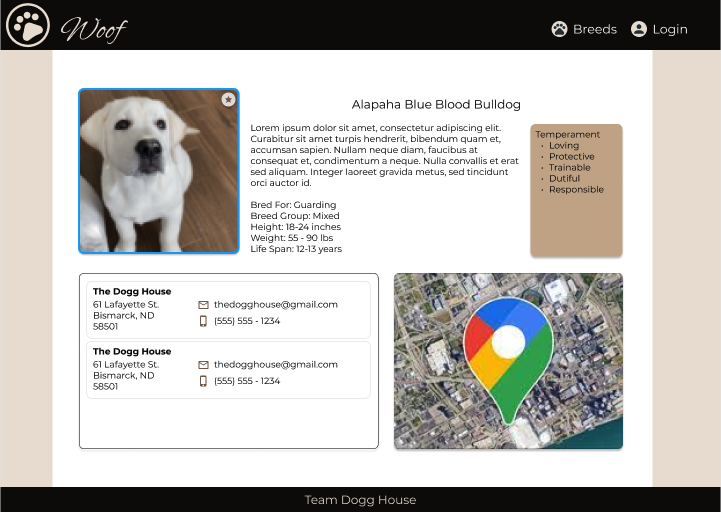 Woof
Breeds
Login
Alapaha Blue Blood Bulldog
Lorem ipsum dolor sit amet, consectetur adipiscing elit.
Curabitur sit amet turpis hendrerit, bibendum quam et,
accumsan sapien. Nullam neque diam, faucibus at
consequat et, condimentum a neque. Nulla convallis et erat
sed aliquam. Integer laoreet gravida metus, sed tincidunt
orci auctor id.
Bred For: Guarding
Breed Group: Mixed
Height: 18-24 inches
Weight: 55 - 90 lbs
Life Span: 12-13 years
Temperament
• Loving
• Protective
• Trainable
• Dutiful
• Responsible
The Dogg House
61 Lafayette St.
Bismarck, ND
58501
thedogghouse@gmail.com
(555) 555 - 1234
The Dogg House
61 Lafayette St.
Bismarck, ND
58501
thedogghouse@gmail.com
(555) 555 - 1234
Team Dogg House